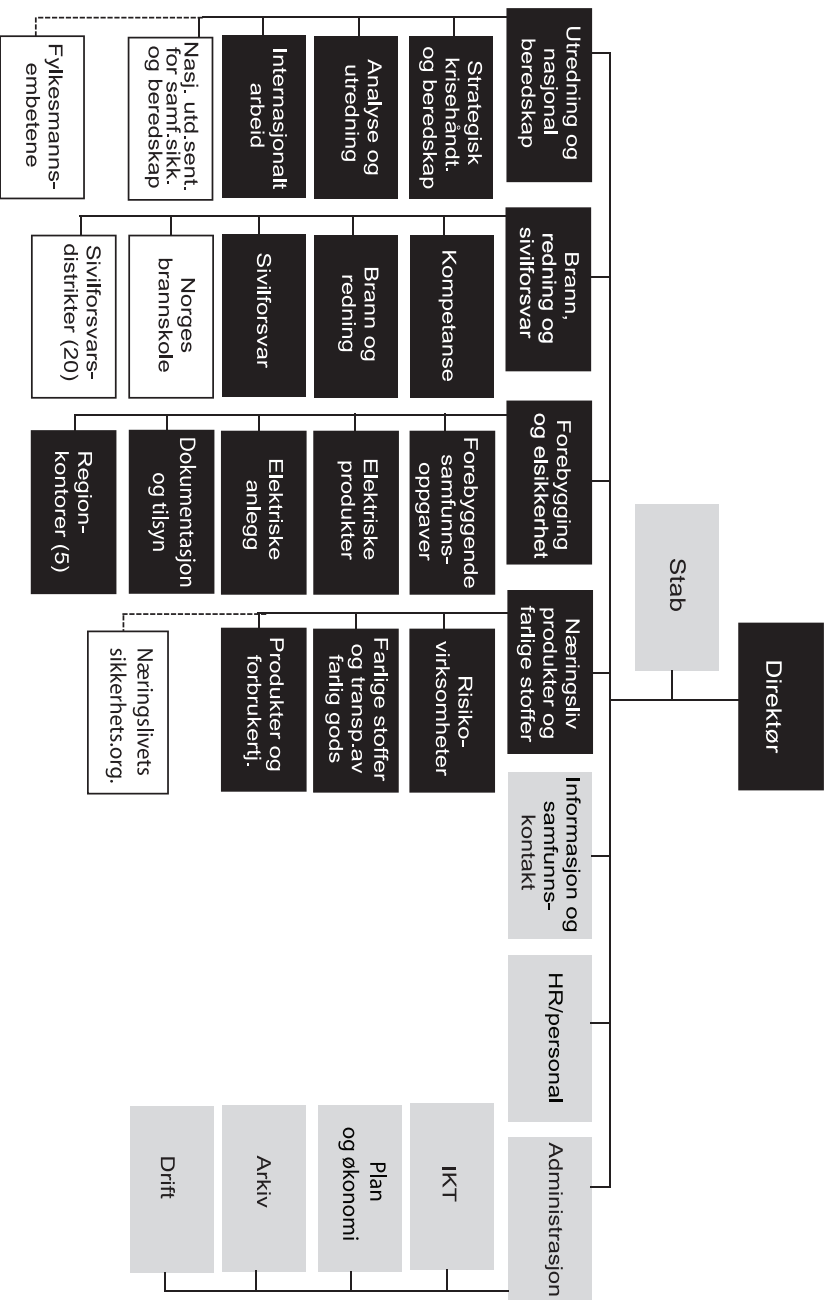 Direktør
Stab
Utredning og
nasjonal
beredskap
Strategisk
krisehåndt.
og beredskap
Analyse og
utredning
Internasjonalt
arbeid
Nasj. utd.sent.
for samf.sikk.
og beredskap
Fylkesmanns-
embetene
Brann,
redning og
sivilforsvar
Kompetanse
Brann og
redning
Sivilforsvar
Norges
brannskole
Sivilforsvars-
distrikter (20)
Forebygging
og elsikkerhet
Forebyggende
samfunns-
oppgaver
Elektriske
produkter
Elektriske
anlegg
Dokumentasjon
og tilsyn
Region-
kontorer (5)
Næringsliv
produkter og
farlige stoffer
Risiko-
virksomheter
Farlige stoffer
og transp.av
farlig gods
Produkter og
forbrukertj.
Næringslivets
sikkerhets.org.
Informasjon og
samfunns-
kontakt
HR/personal
Administrasjon
IKT
Plan
og økonomi
Arkiv
Drift